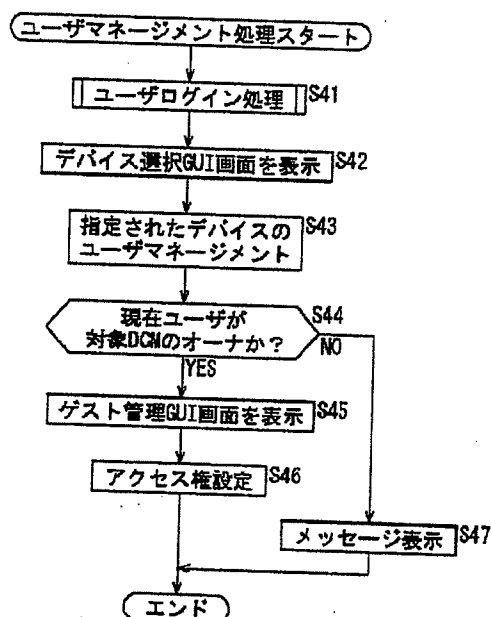 ユーザマネージメント処理スタート
ユーザログイン処理 S41
デバイス選択GUI画面を表示 S42
指定されたデバイスの S43
ユーザマネージメント
現在ユーザが S44
対象DCMのオーナか？
NO
YES
ゲスト管理GUI画面を表示 S45
アクセス権設定 S46
メッセージ表示 S47
エンド